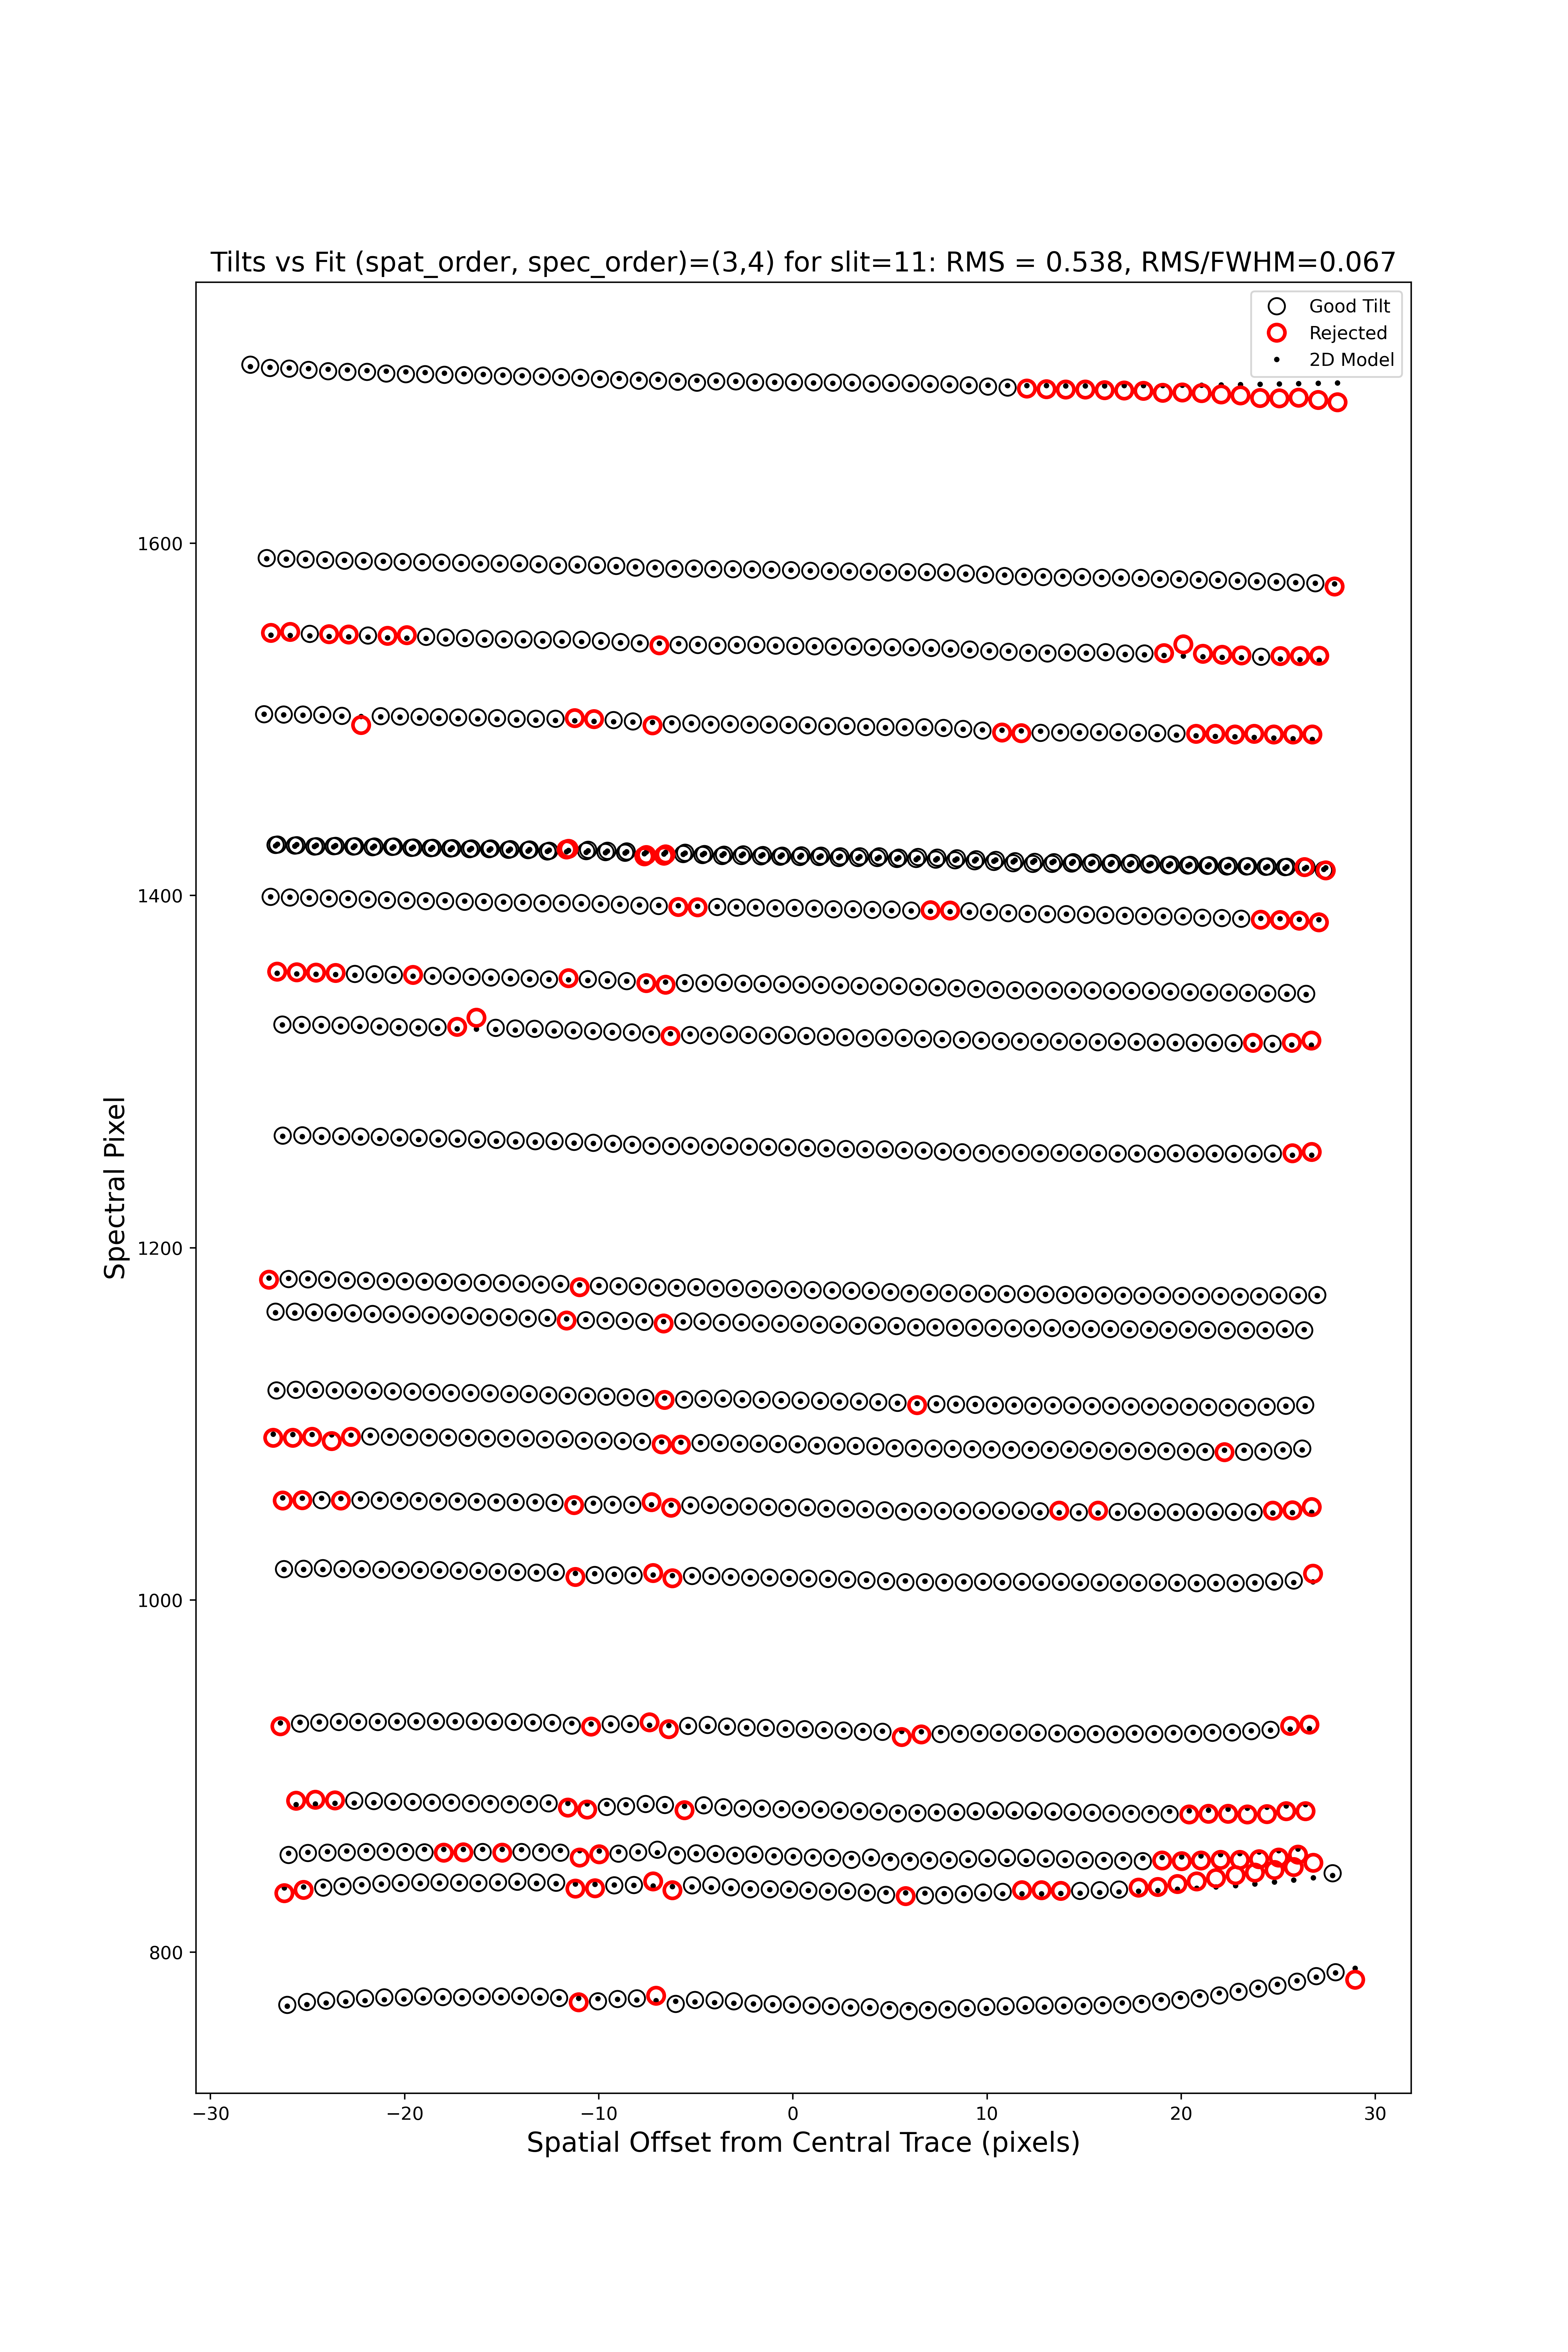 Tilts vs Fit (spat_order, spec_order)=(3,4) for slit=11: RMS = 0.538, RMS/FWHM=0.067
Good Tilt
Rejected
2D Model
1600
1400
1200
1000
800
Spectral Pixel
−30 −20 −10 0 10 20 30
Spatial Offset from Central Trace (pixels)